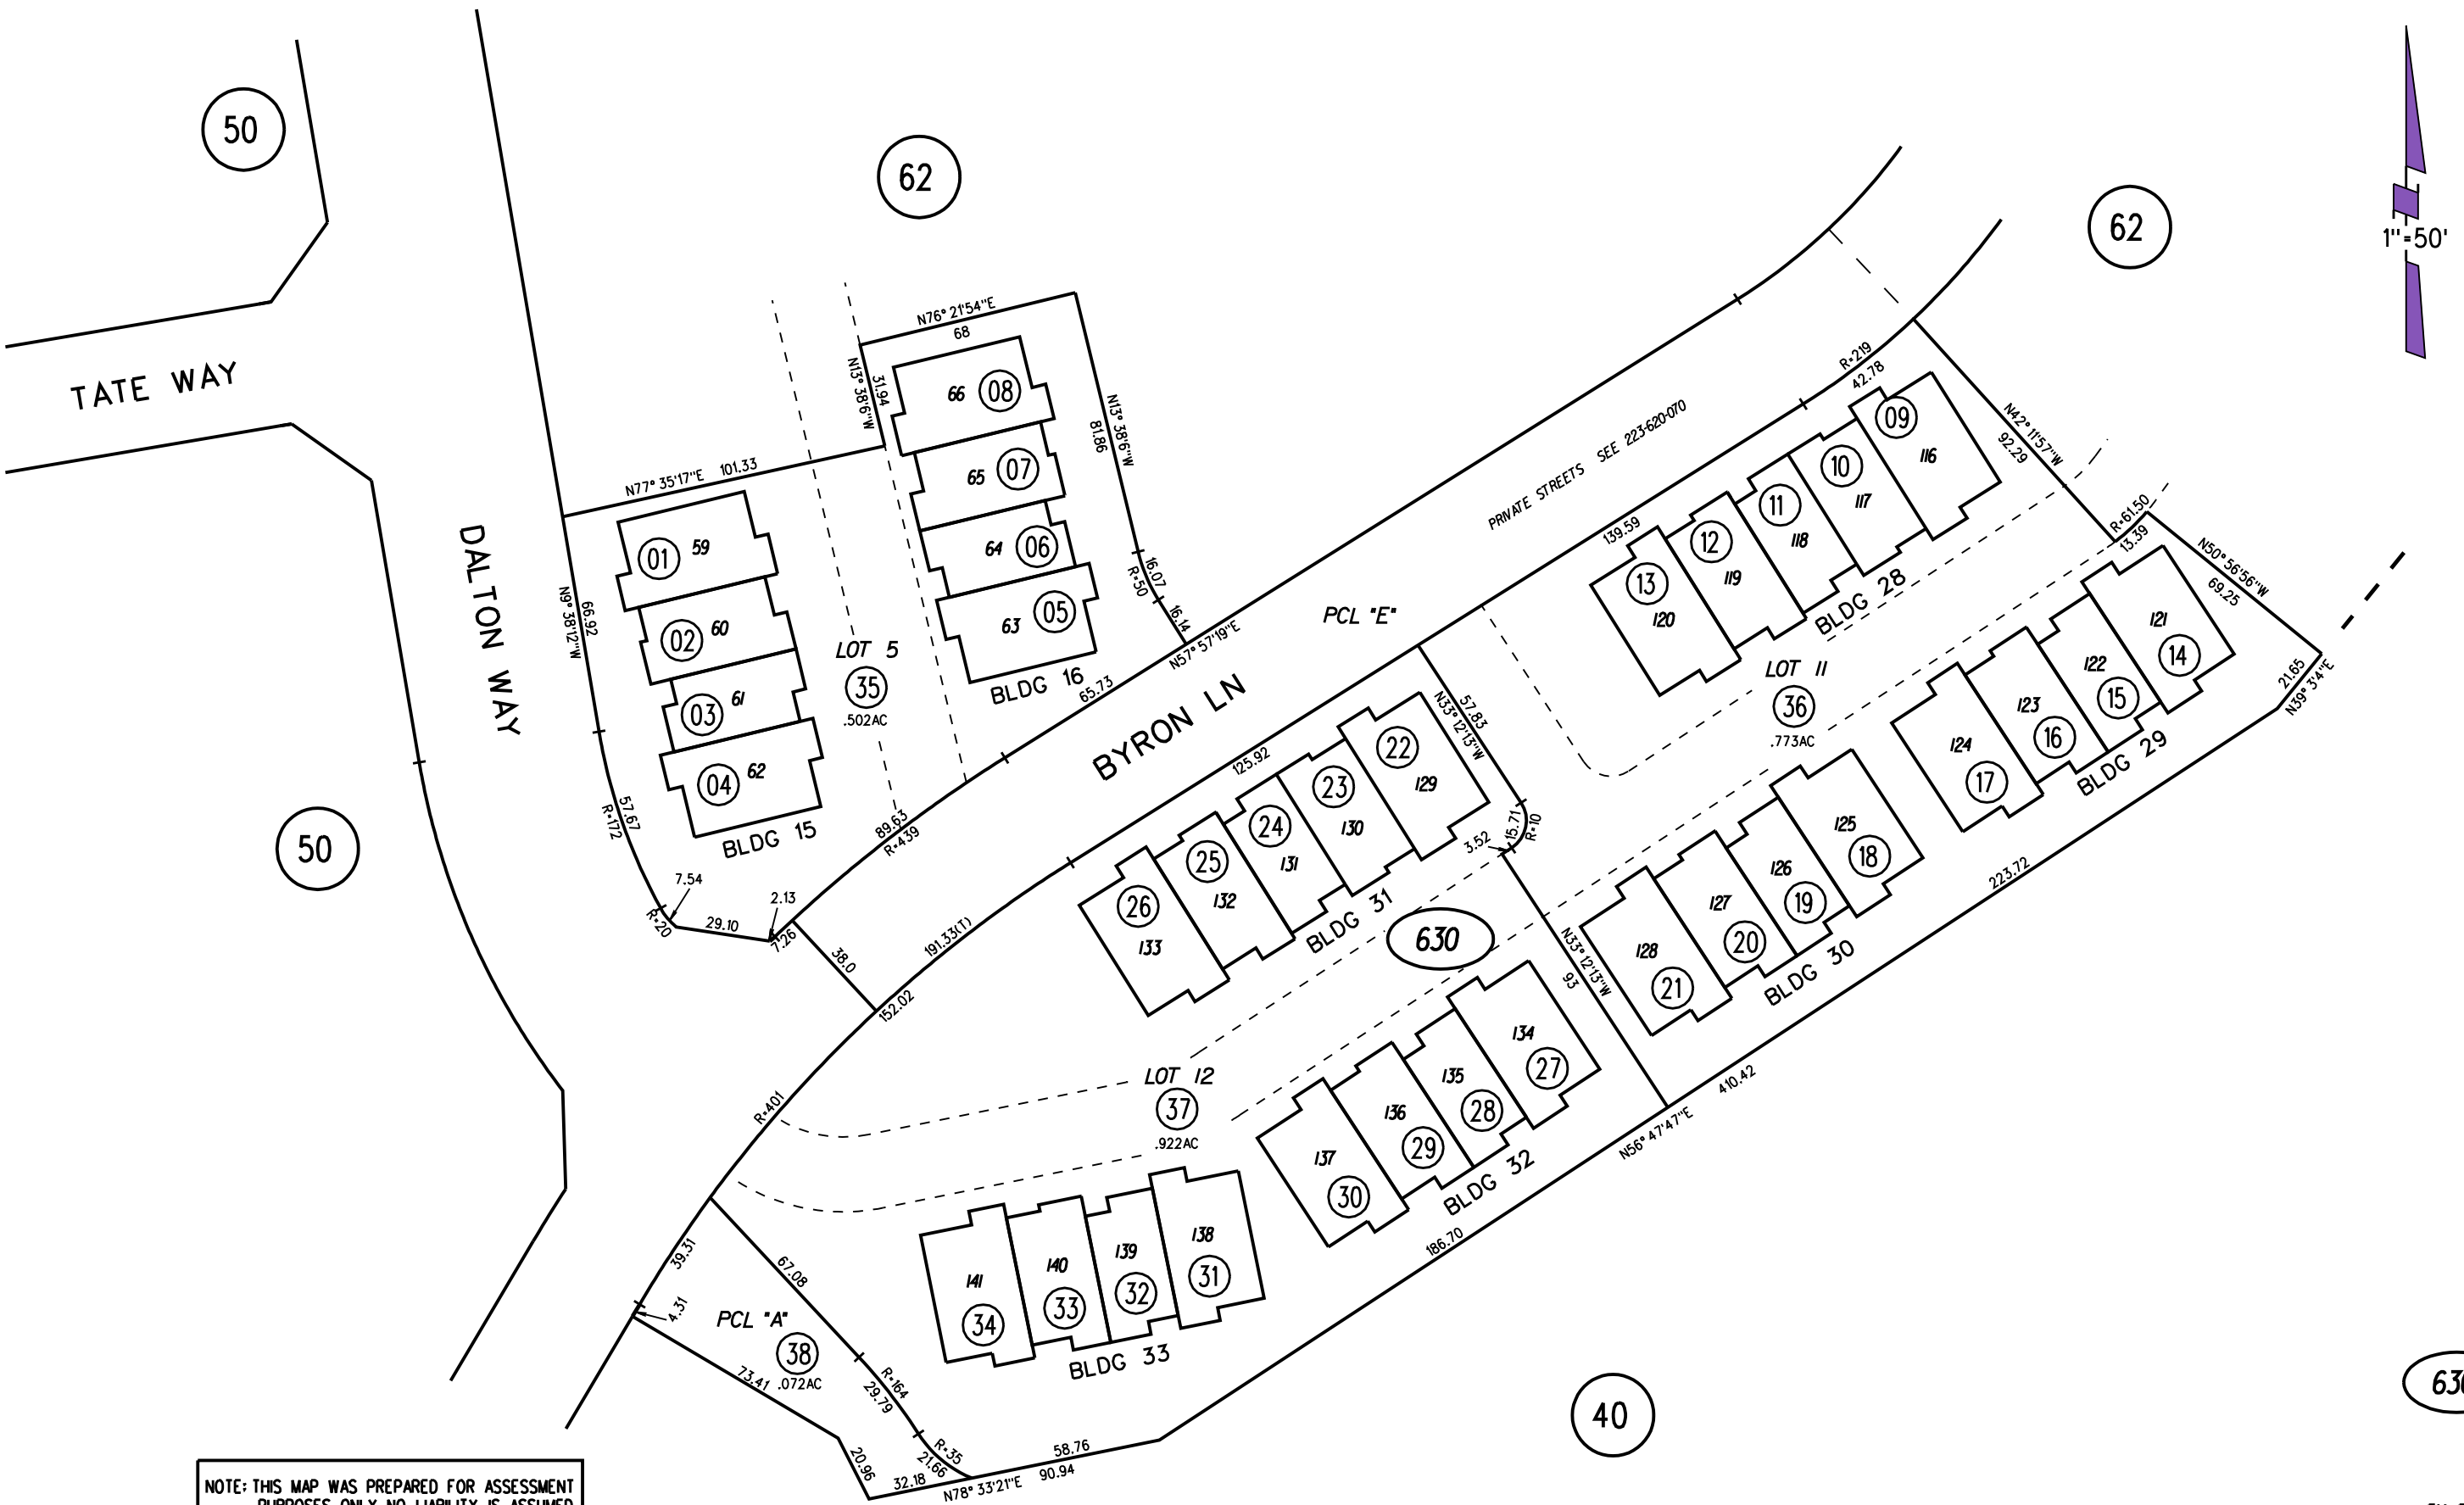 50
62
62
1"=50'
TATE WAY
DALTON WAY
50
N76° 21'54"E
68
N13° 38'6"W
31.94
N13° 38'6"W
81.86
16.07
R=50
16.14
66 08
65 07
64 06
63 05
BLDG 16
N77° 35'17"E 101.33
01 59
02 60
03 61
04 62
BLDG 15
66.92
N9° 38'12"W
57.67
R=172
7.54
R=20
29.10
2.13
7.26
38.0
LOT 5
35
.502AC
89.63
R=439
65.73
N57° 57'19"E
BYRON LN
PCL "E"
PRIVATE STREETS SEE 223-620-070
R=219
42.78
139.59
125.92
191.33(T)
152.02
R=401
39.31
4.31
09 116
10 117
11 118
12 119
13 120
BLDG 28
N42° 11'57"W
92.29
R=61.50
13.39
N50° 56'56"W
69.25
21.65
N39° 3'4"E
LOT 11
36
.773AC
121 14
122 15
123 16
124 17
BLDG 29
125 18
126 19
127 20
128 21
BLDG 30
223.72
57.83
N33° 12'13"W
15.71
R=10
3.52
22 129
23 130
24 131
25 132
26 133
BLDG 31
630
N33° 12'13"W
93
410.42
N56° 47'47"E
186.70
134 27
135 28
136 29
137 30
BLDG 32
LOT 12
37
.922AC
138 31
139 32
140 33
141 34
BLDG 33
67.08
PCL "A"
38
.072AC
73.41
R=164
29.79
R=35
21.66
20.96
32.18
58.76
N78° 33'21"E 90.94
40
NOTE: THIS MAP WAS PREPARED FOR ASSESSMENT
PURPOSES ONLY. NO LIABILITY IS ASSUMED